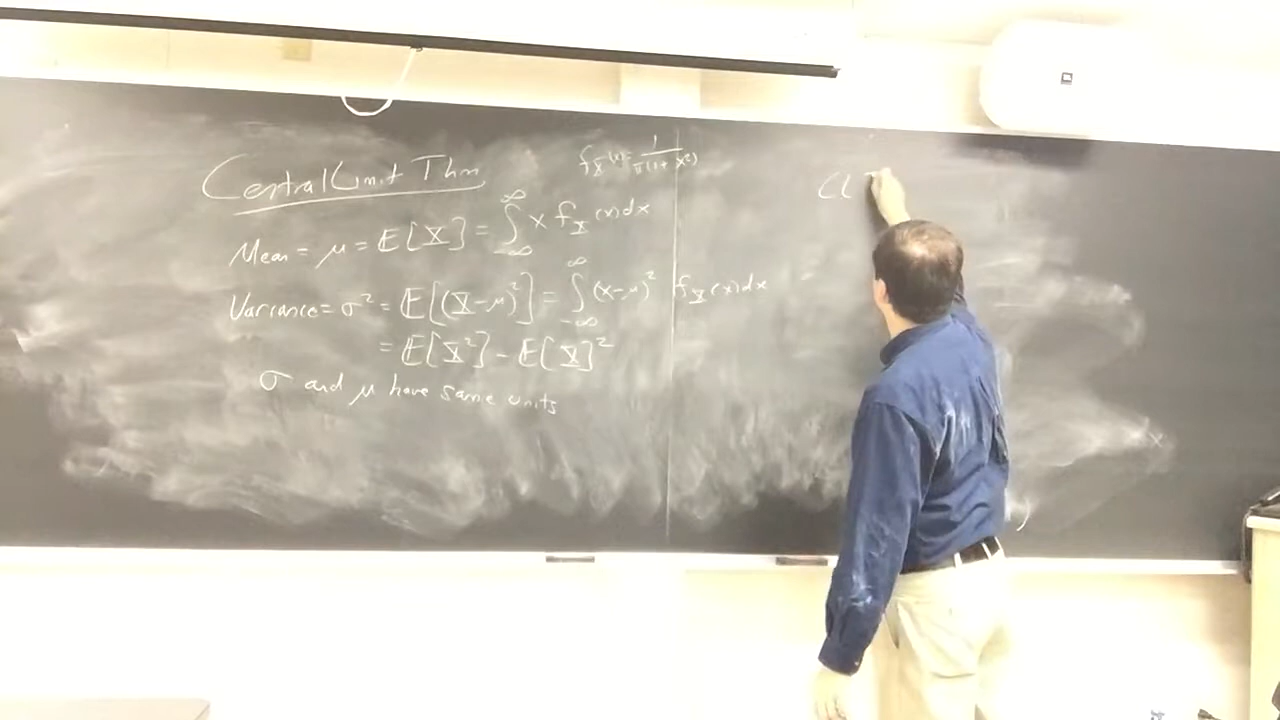 Central Limit Thm
f_X(x) = 1/π(1+x²)
Mean = μ = E[X] = ∫_{-∞}^{∞} x f_X(x)dx
Variance = σ² = E[(X-μ)²] = ∫_{-∞}^{∞} (x-μ)² f_X(x)dx
= E[X²] - E[X]²
σ and μ have same units
CLT